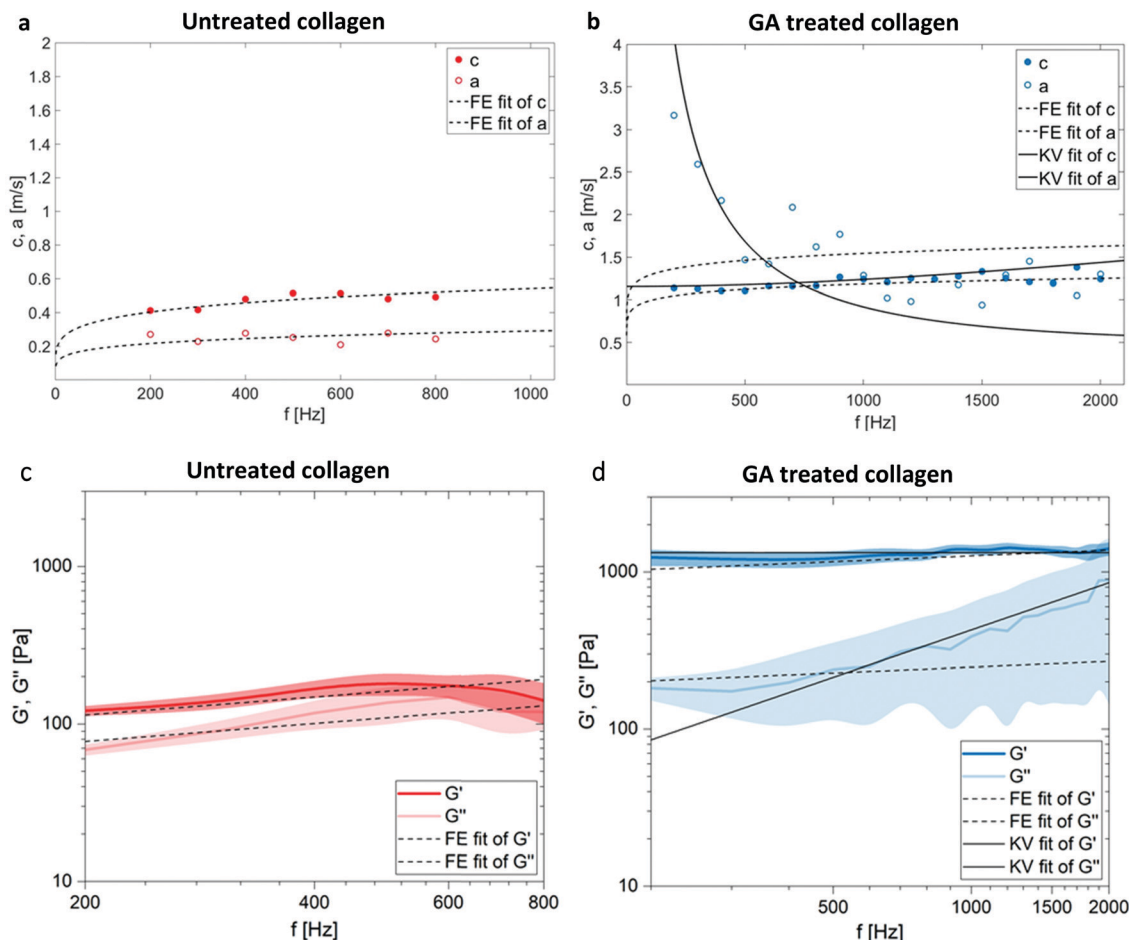 a
Untreated collagen
2
1.8
1.6
1.4
1.2
1
0.8
0.6
0.4
0.2
c, a [m/s]
c
a
FE fit of c
FE fit of a
0
200
400
600
800
1000
f [Hz]
b
GA treated collagen
4
3.5
3
2.5
2
1.5
1
0.5
c, a [m/s]
c
a
FE fit of c
FE fit of a
KV fit of c
KV fit of a
0
500
1000
1500
2000
f [Hz]
c
Untreated collagen
1000
100
10
G', G'' [Pa]
G'
G''
FE fit of G'
FE fit of G''
200
400
600
800
f [Hz]
d
GA treated collagen
1000
100
10
G', G'' [Pa]
G'
G''
FE fit of G'
FE fit of G''
KV fit of G'
KV fit of G''
500
1000
1500
2000
f [Hz]